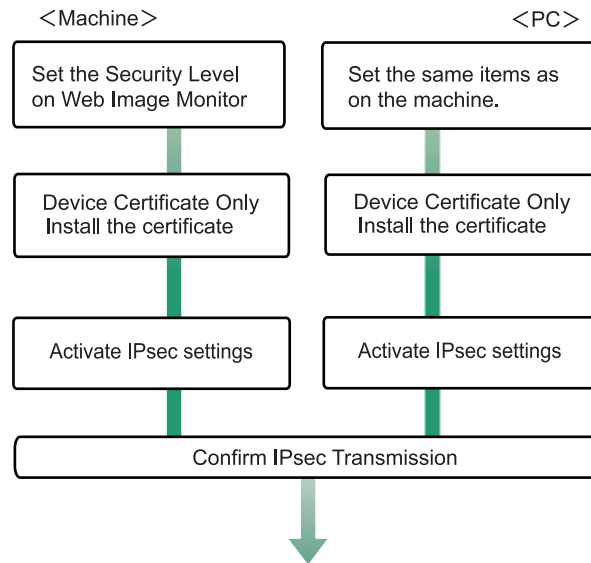 ＜Machine＞
＜PC＞
Set the Security Level
on Web Image Monitor
Set the same items as
on the machine.
Device Certificate Only
Install the certificate
Device Certificate Only
Install the certificate
Activate IPsec settings
Activate IPsec settings
Confirm IPsec Transmission